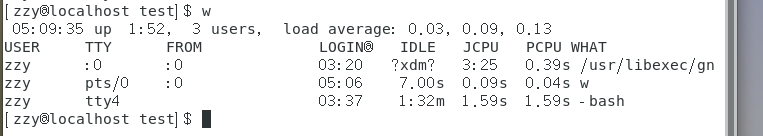 [zzy@localhost test]$ w
 05:09:35 up  1:52,  3 users,  load average: 0.03, 0.09, 0.13
USER     TTY      FROM             LOGIN@   IDLE   JCPU   PCPU WHAT
zzy      :0       :0               03:20   ?xdm?   3:25   0.39s /usr/libexec/gn
zzy      pts/0    :0               05:06    7.00s  0.09s  0.04s w
zzy      tty4                      03:37    1:32m  1.59s  1.59s -bash
[zzy@localhost test]$